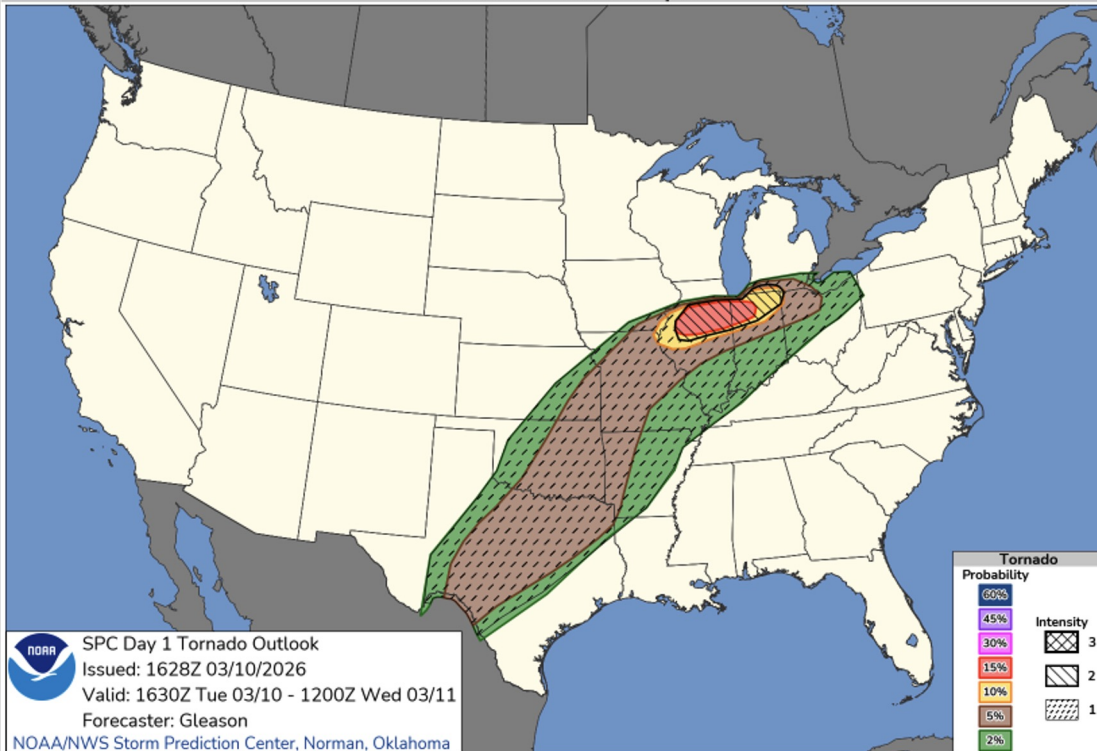 NOAA
SPC Day 1 Tornado Outlook
Issued: 1628Z 03/10/2026
Valid: 1630Z Tue 03/10 - 1200Z Wed 03/11
Forecaster: Gleason
NOAA/NWS Storm Prediction Center, Norman, Oklahoma
Tornado
Probability
60%
45%
30%
15%
10%
5%
2%
Intensity
3
2
1